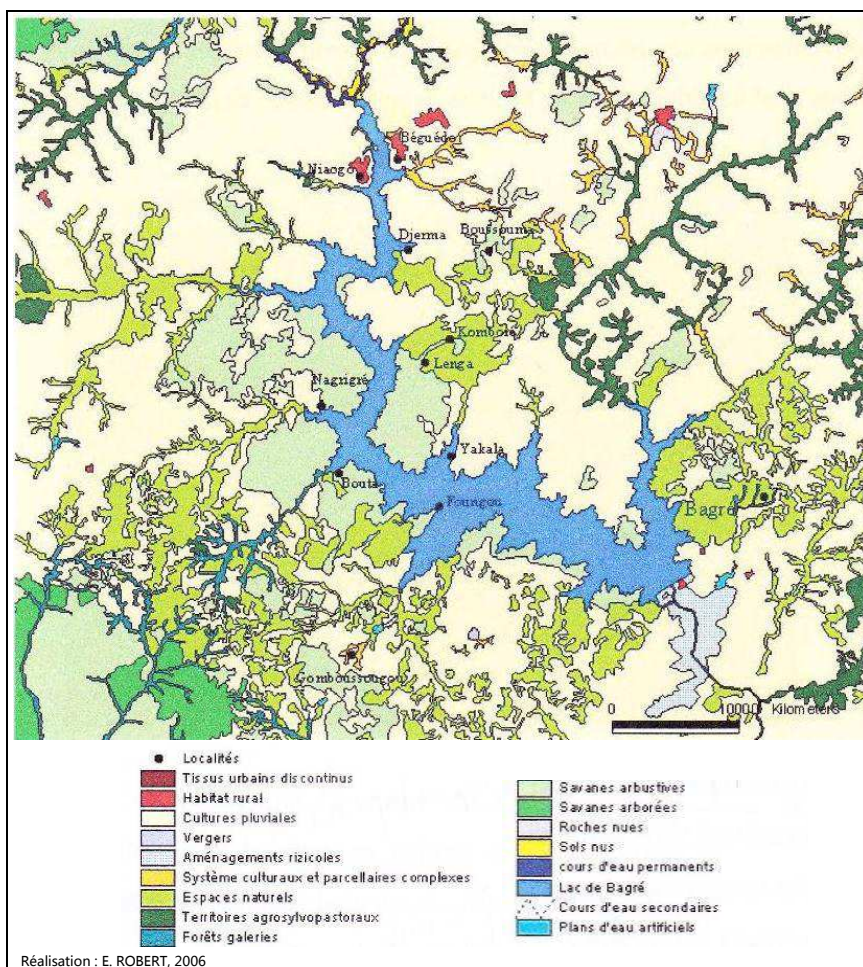 Béguédo
Niaogo
Djerma
Boussouma
Komboré
Lenga
Nagrigré
Yakala
Bouta
Foungou
Bagré
Gomboussougou
0 10000 Kilometers
Localités
Tissus urbains discontinus
Habitat rural
Cultures pluviales
Vergers
Aménagements rizicoles
Système culturaux et parcellaires complexes
Espaces naturels
Territoires agrosylvopastoraux
Forêts galeries
Savanes arbustives
Savanes arborées
Roches nues
Sols nus
cours d'eau permanents
Lac de Bagré
Cours d'eau secondaires
Plans d'eau artificiels
Réalisation : E. ROBERT, 2006